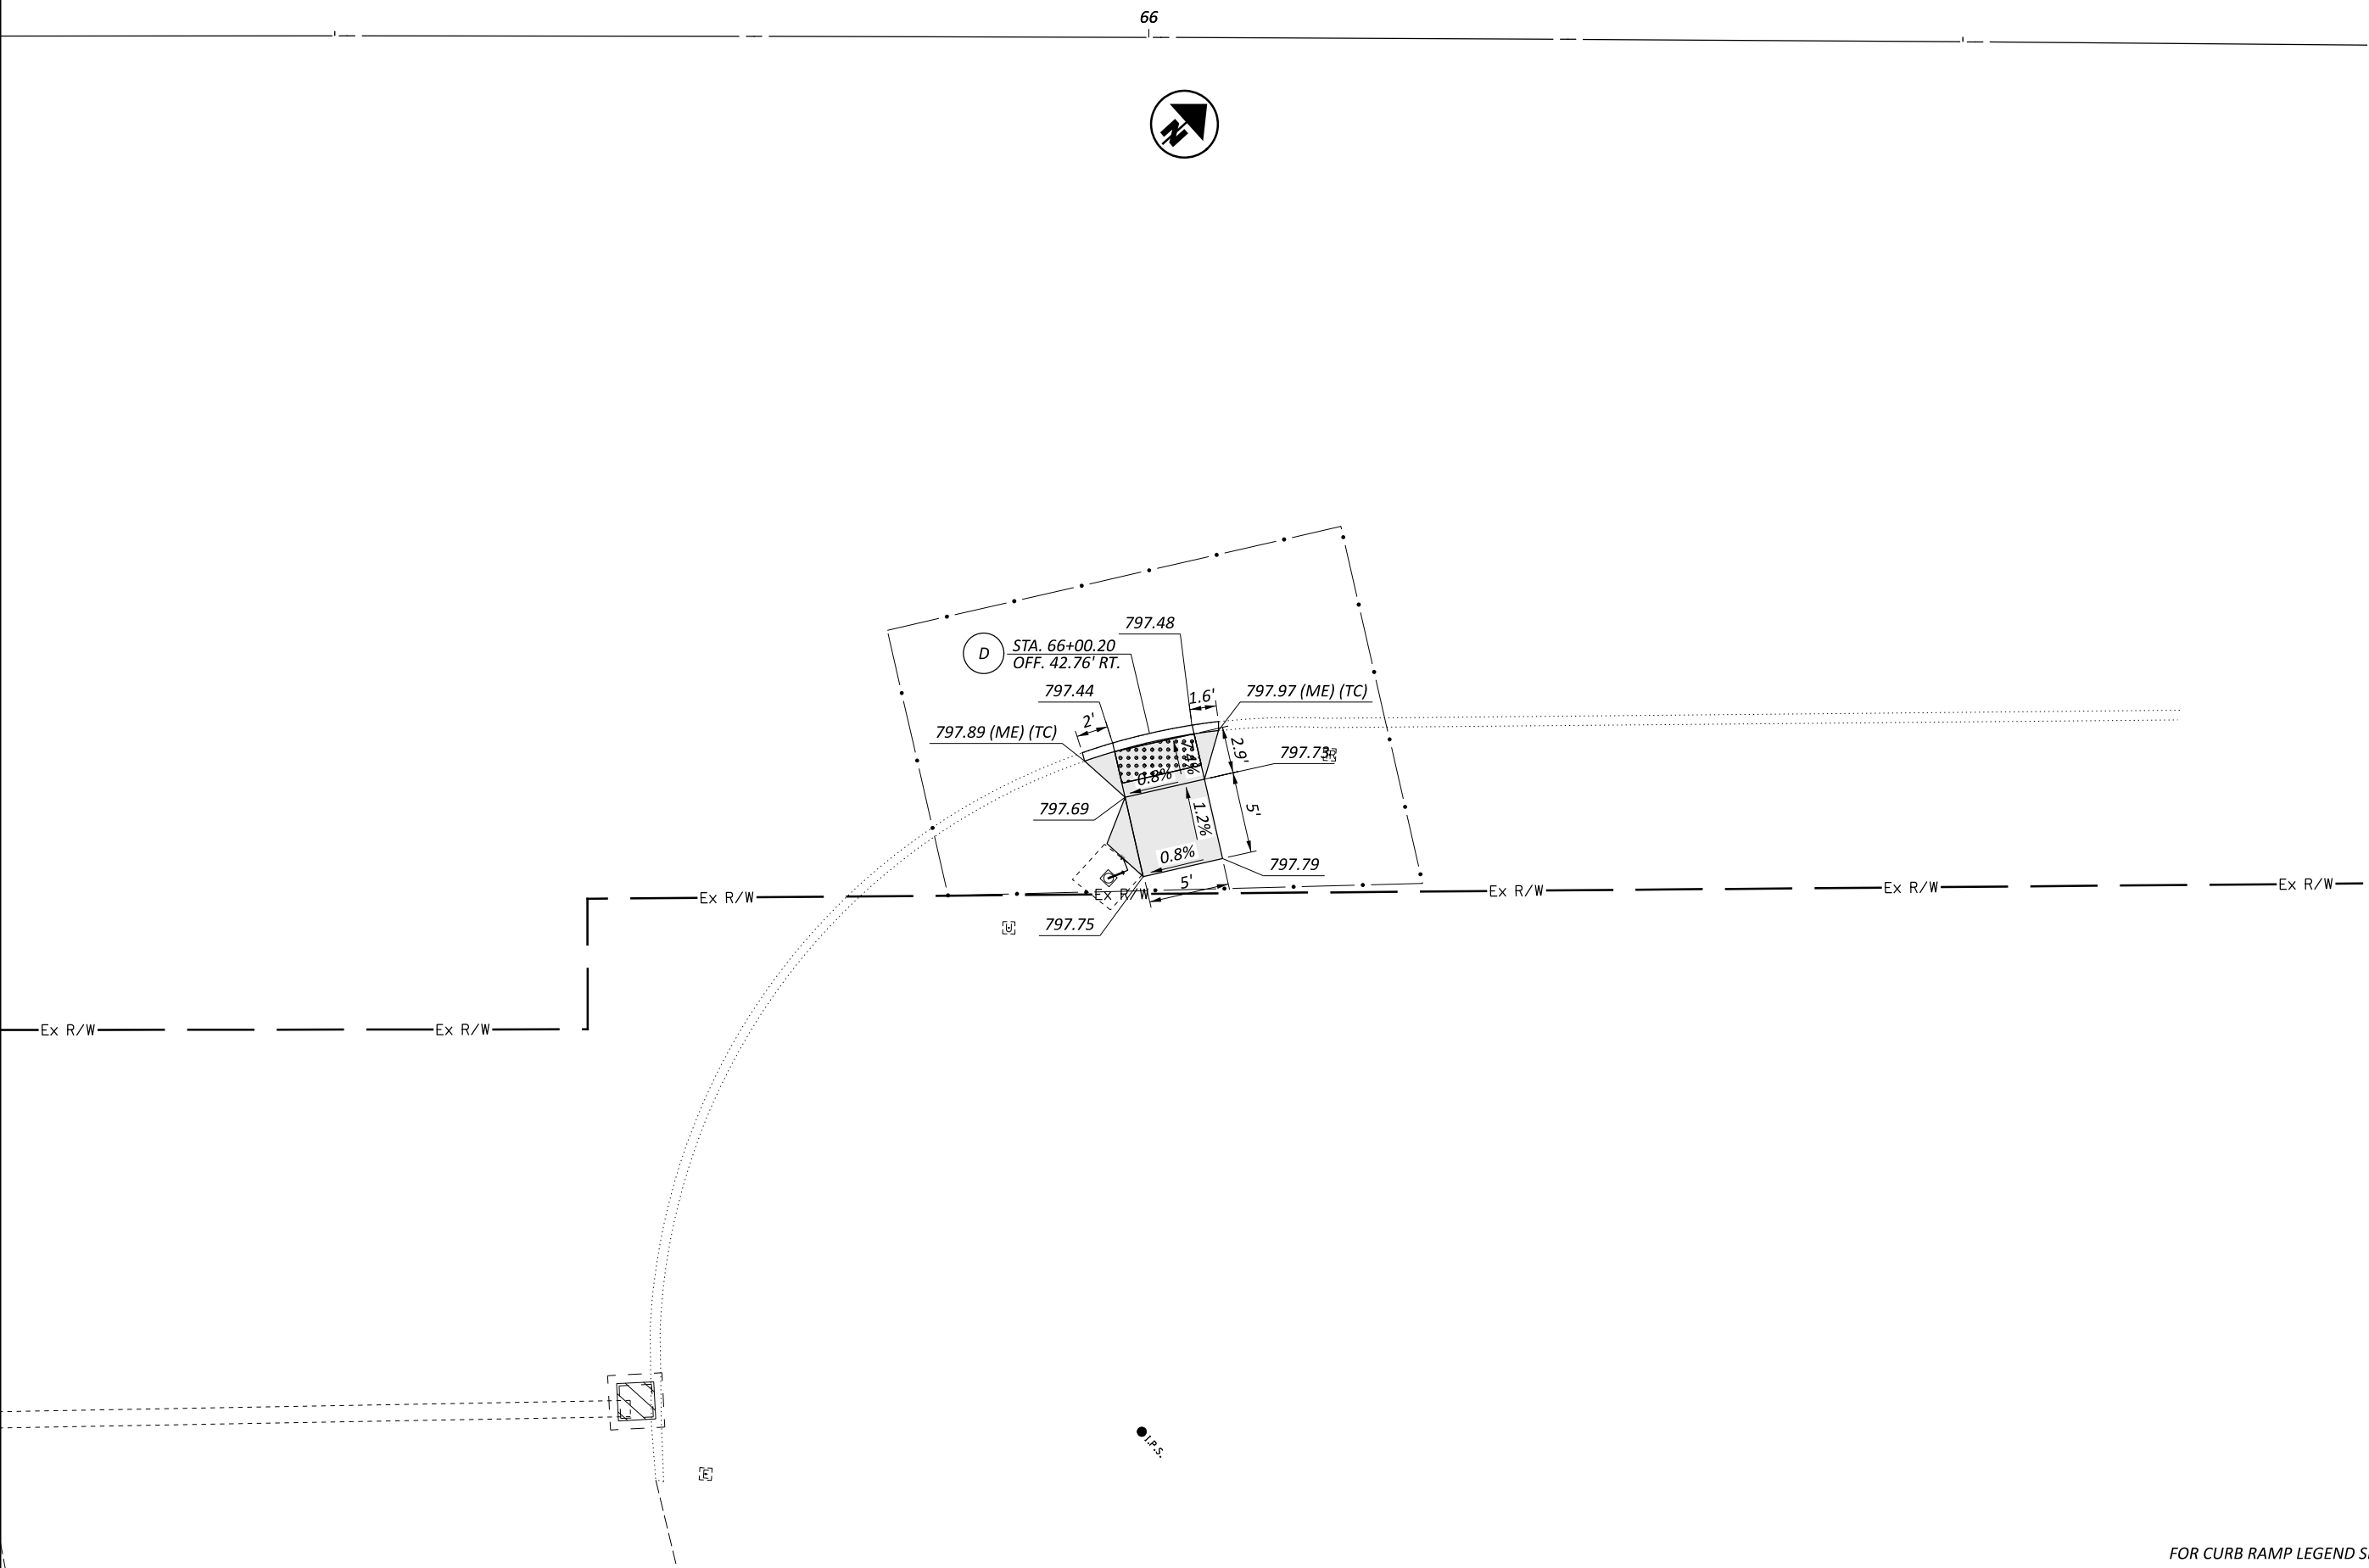 66
N
797.48
D
STA. 66+00.20
OFF. 42.76' RT.
797.44
1.6'
797.97 (ME) (TC)
2'
797.89 (ME) (TC)
2.9'
797.73
7.4%
0.8%
797.69
1.2%
5'
0.8%
797.79
5'
Ex R/W
Ex R/W
Ex R/W
Ex R/W
Ex R/W
797.75
U
Ex R/W
Ex R/W
I.P.S.
E
FOR CURB RAMP LEGEND